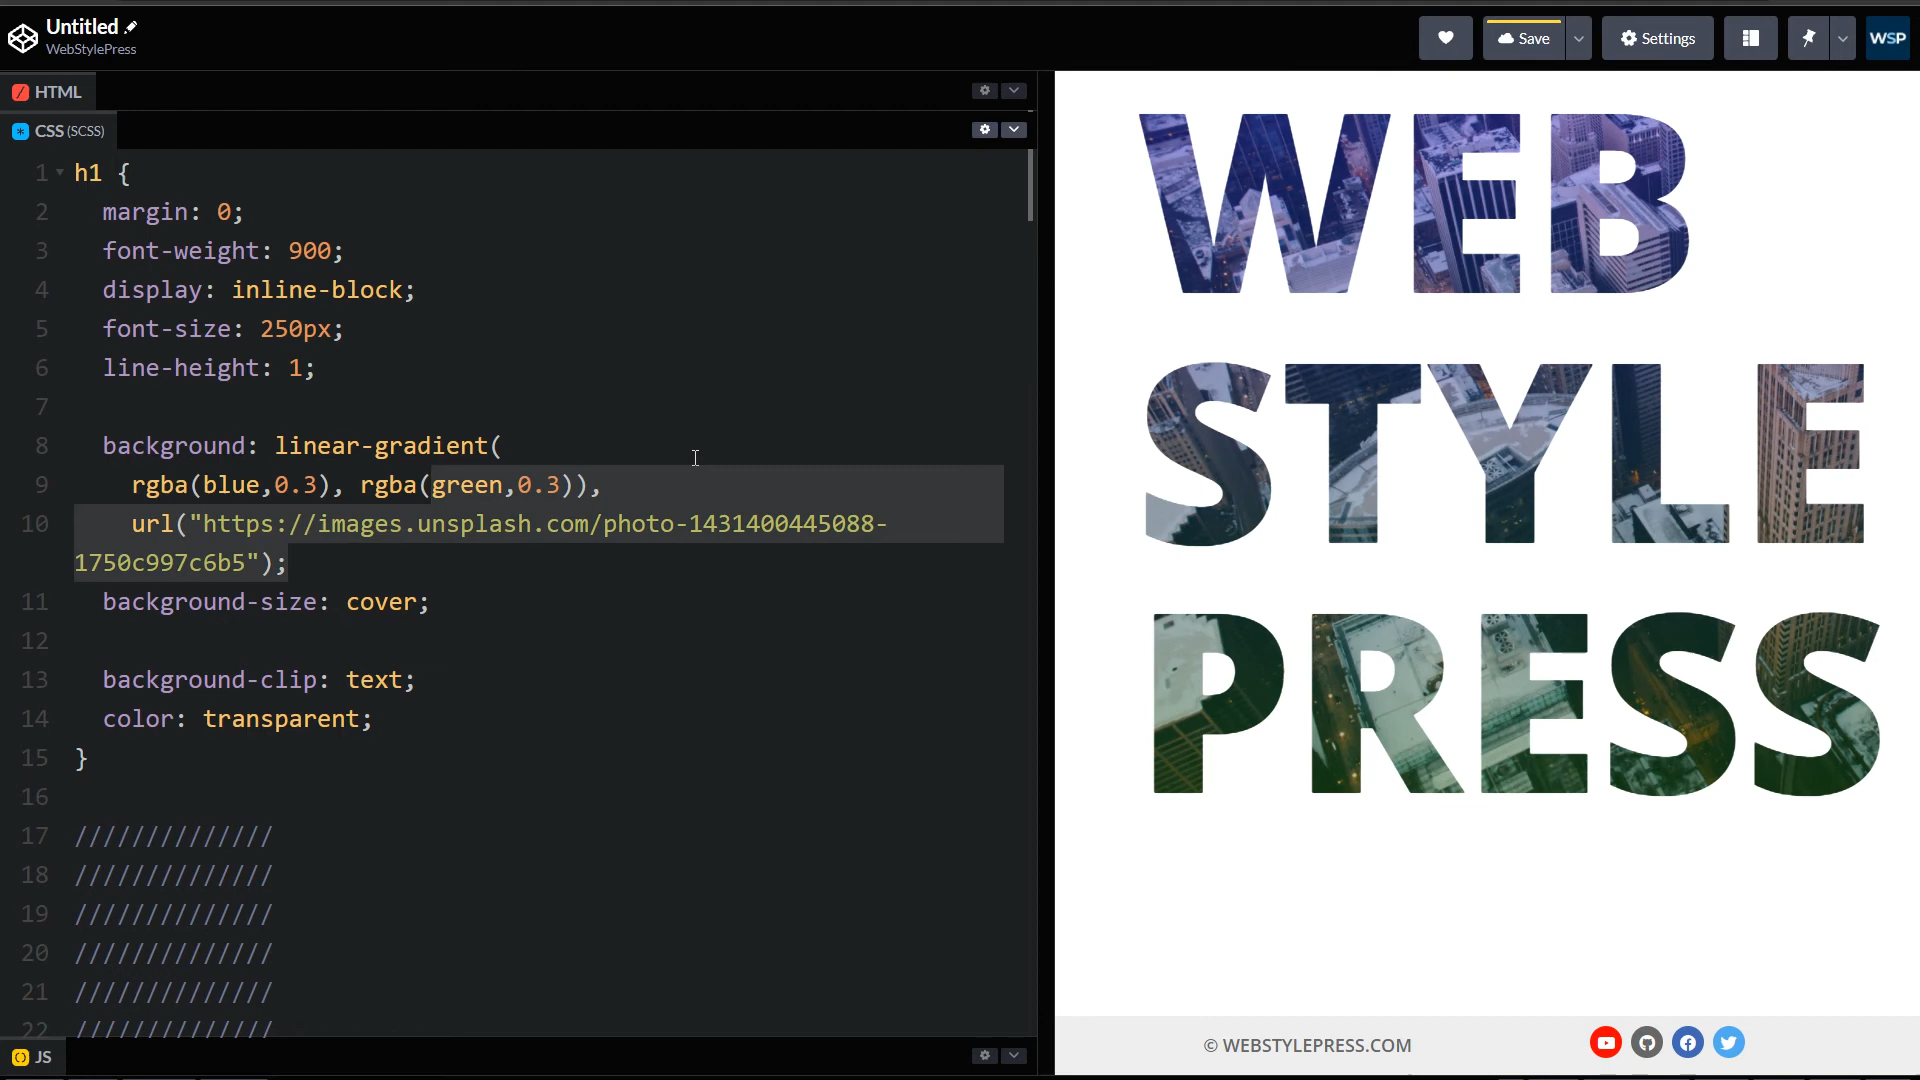 Untitled
WebStylePress
Save
Settings
WSP
HTML
CSS (SCSS)
1 h1 {
2 margin: 0;
3 font-weight: 900;
4 display: inline-block;
5 font-size: 250px;
6 line-height: 1;
7
8 background: linear-gradient(
9 rgba(blue,0.3), rgba(green,0.3)),
10 url("https://images.unsplash.com/photo-1431400445088-
1750c997c6b5");
11 background-size: cover;
12
13 background-clip: text;
14 color: transparent;
15 }
16
17 //////////////
18 //////////////
19 //////////////
20 //////////////
21 //////////////
22 //////////////
JS
WEB
STYLE
PRESS
© WEBSTYLEPRESS.COM